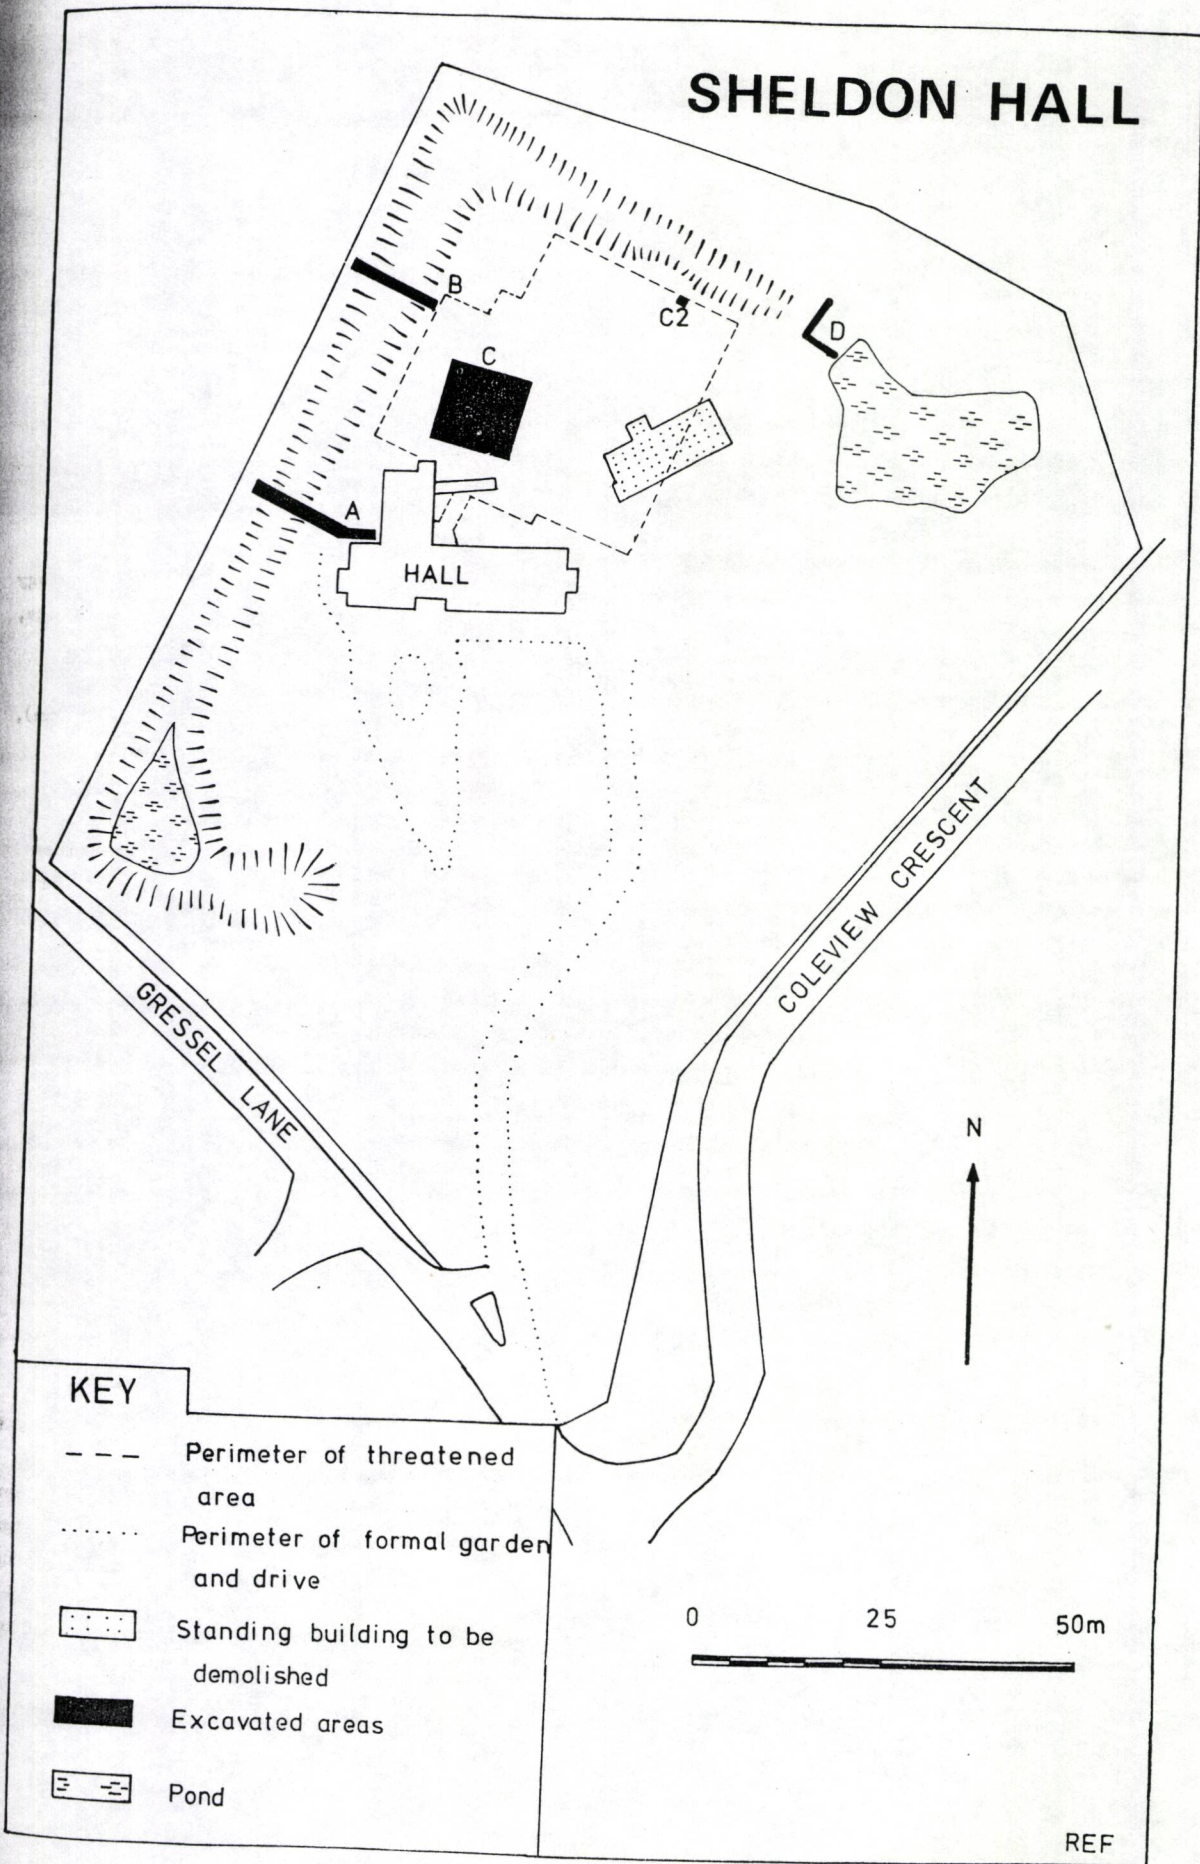 SHELDON HALL
B
C2
D
C
A
HALL
COLEVIEW CRESCENT
GRESSEL LANE
N
KEY
Perimeter of threatened
area
Perimeter of formal garden
and drive
Standing building to be
demolished
Excavated areas
Pond
0 25 50m
REF